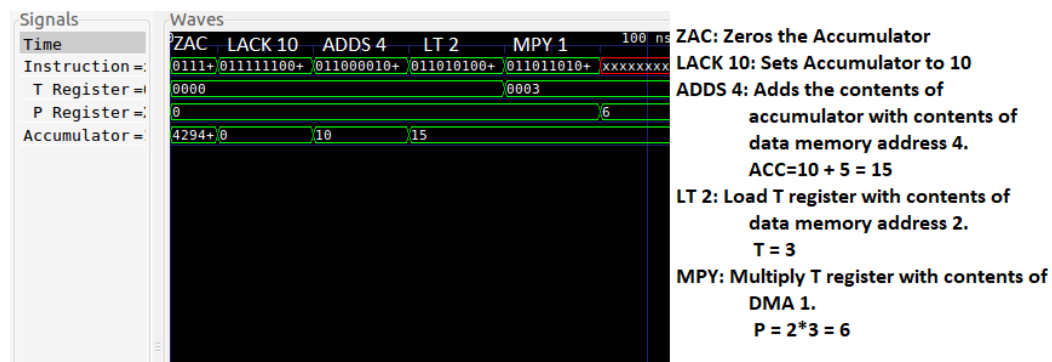 Signals
Waves
Time
ZAC LACK 10 ADDS 4 LT 2 MPY 1 100 ns
Instruction = 0111+ 011111100+ 011000010+ 011010100+ 011011010+ xxxxxxxx
T Register = 0000 0003
P Register = 0 6
Accumulator = 4294+ 0 10 15
ZAC: Zeros the Accumulator
LACK 10: Sets Accumulator to 10
ADDS 4: Adds the contents of
accumulator with contents of
data memory address 4.
ACC=10 + 5 = 15
LT 2: Load T register with contents of
data memory address 2.
T = 3
MPY: Multiply T register with contents of
DMA 1.
P = 2*3 = 6